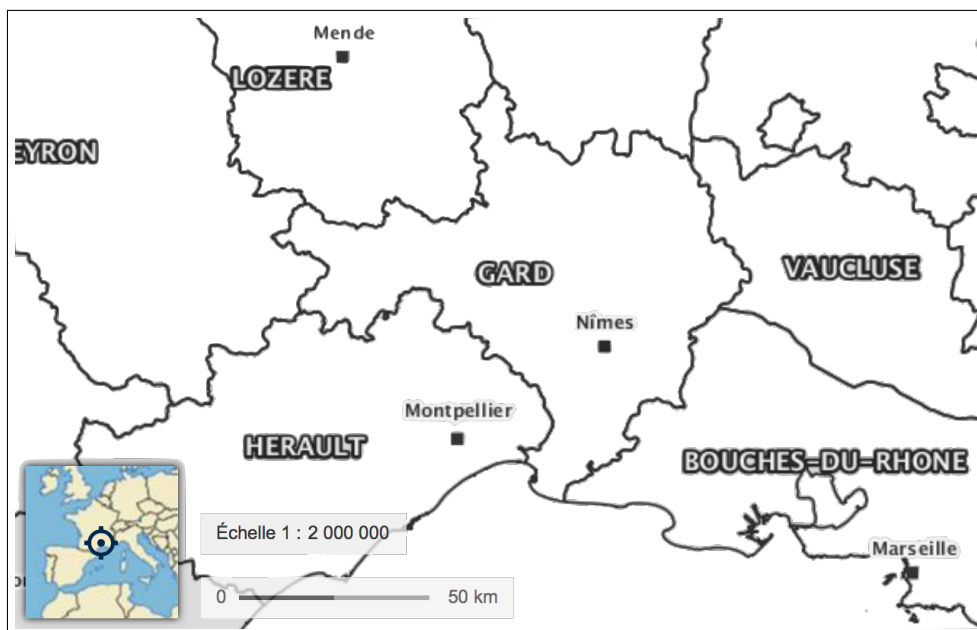 Mende
LOZERE
EYRON
GARD
VAUCLUSE
Nîmes
Montpellier
HERAULT
BOUCHES-DU-RHONE
Échelle 1 : 2 000 000
Marseille
0 50 km